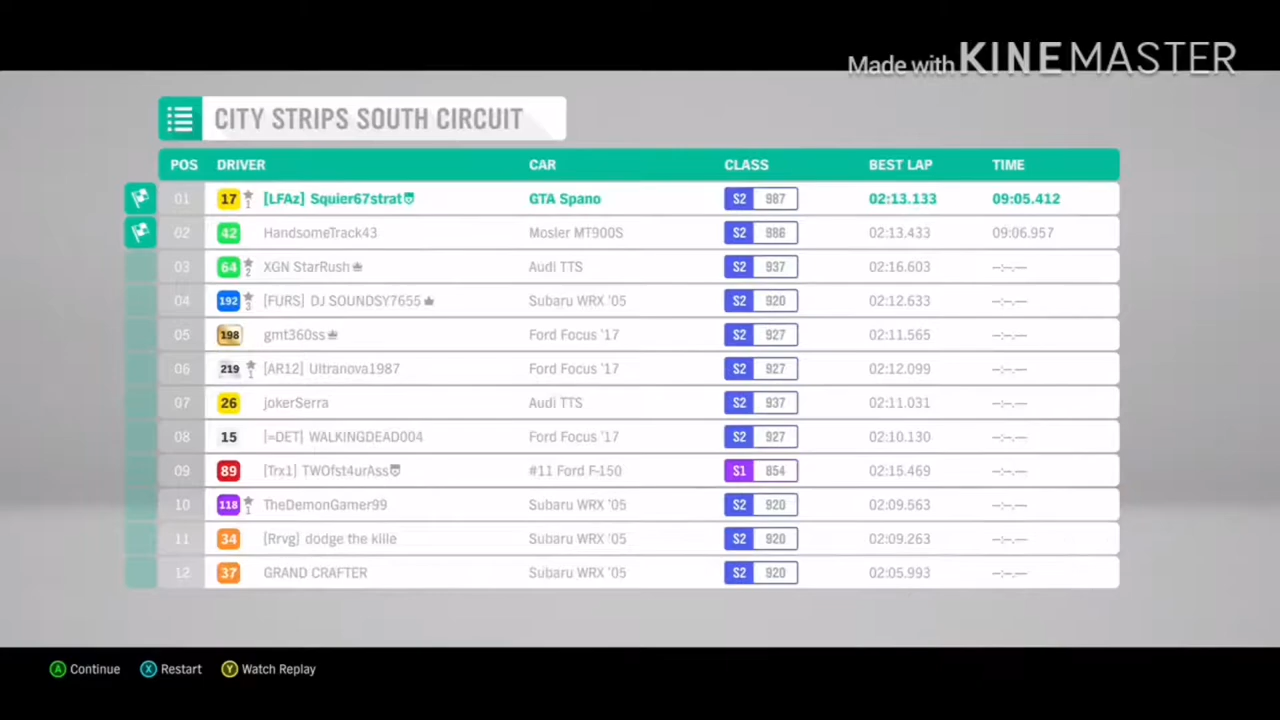 Made with KINEMASTER
CITY STRIPS SOUTH CIRCUIT
POS DRIVER CAR CLASS BEST LAP TIME
01 17 1 [LFAz] Squier67strat GTA Spano S2 987 02:13.133 09:05.412
02 42 HandsomeTrack43 Mosler MT900S S2 986 02:13.433 09:06.957
03 64 2 XGN StarRush Audi TTS S2 937 02:16.603 --:--.---
04 192 3 [FURS] DJ SOUNDSY7655 Subaru WRX '05 S2 920 02:12.633 --:--.---
05 198 gmt360ss Ford Focus '17 S2 927 02:11.565 --:--.---
06 219 1 [AR12] Ultranova1987 Ford Focus '17 S2 927 02:12.099 --:--.---
07 26 jokerSerra Audi TTS S2 937 02:11.031 --:--.---
08 15 [=DET] WALKINGDEAD004 Ford Focus '17 S2 927 02:10.130 --:--.---
09 89 [Trx1] TWOfst4urAss #11 Ford F-150 S1 854 02:15.469 --:--.---
10 118 1 TheDemonGamer99 Subaru WRX '05 S2 920 02:09.563 --:--.---
11 34 [Rrvg] dodge the kille Subaru WRX '05 S2 920 02:09.263 --:--.---
12 37 GRAND CRAFTER Subaru WRX '05 S2 920 02:05.993 --:--.---
A Continue X Restart Y Watch Replay